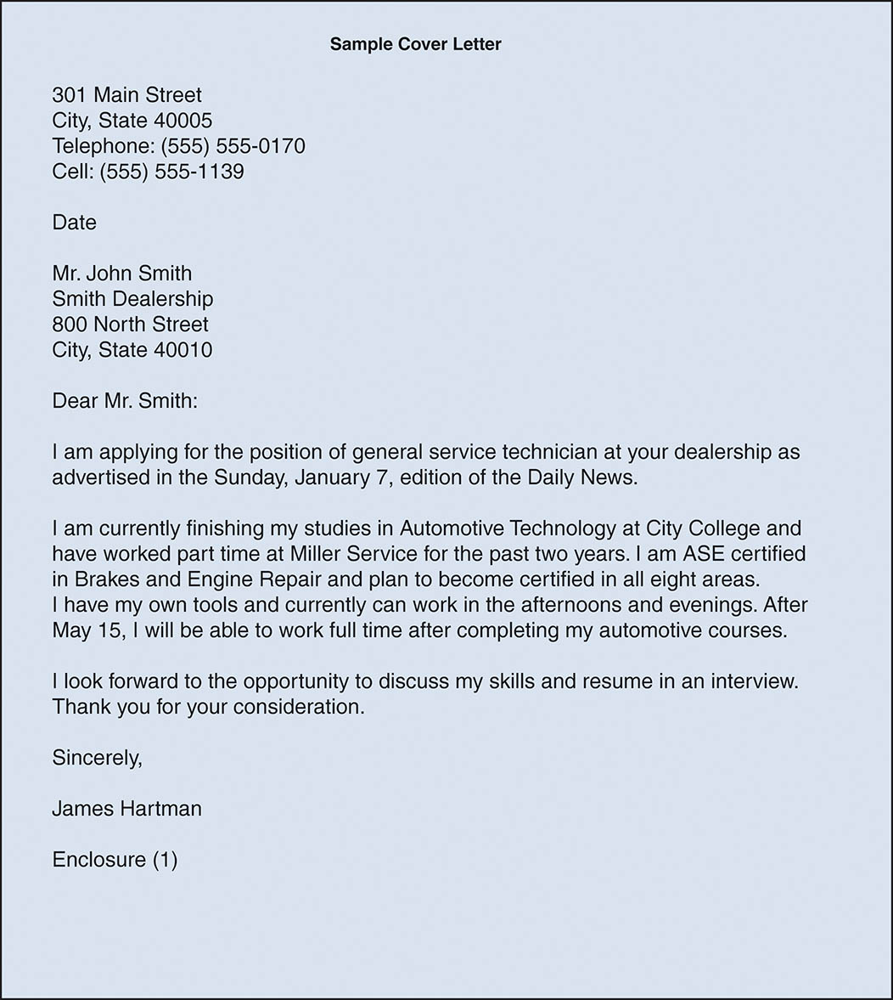 Sample Cover Letter
301 Main Street
City, State 40005
Telephone: (555) 555-0170
Cell: (555) 555-1139
Date
Mr. John Smith
Smith Dealership
800 North Street
City, State 40010
Dear Mr. Smith:
I am applying for the position of general service technician at your dealership as
advertised in the Sunday, January 7, edition of the Daily News.
I am currently finishing my studies in Automotive Technology at City College and
have worked part time at Miller Service for the past two years. I am ASE certified
in Brakes and Engine Repair and plan to become certified in all eight areas.
I have my own tools and currently can work in the afternoons and evenings. After
May 15, I will be able to work full time after completing my automotive courses.
I look forward to the opportunity to discuss my skills and resume in an interview.
Thank you for your consideration.
Sincerely,
James Hartman
Enclosure (1)